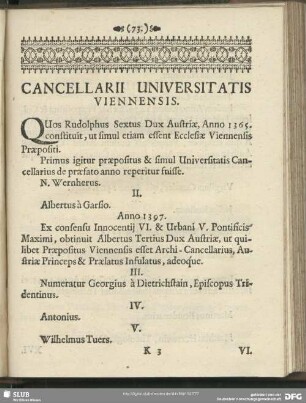 (73.)
CANCELLARII UNIVERSITATIS
VIENNENSIS.
QUos Rudolphus Sextus Dux Austriæ, Anno 1365.
constituit, ut simul etiam essent Ecclesiæ Viennensis
Præpositi.
Primus igitur præpositus & simul Universitatis Can-
cellarius de præfato anno reperitur fuisse.
N. Wernherus.
II.
Albertus à Garsso.
Anno 1397.
Ex consensu Innocentij VI. & Urbani V. Pontificis
Maximi, obtinuit Albertus Tertius Dux Austriæ, ut qui-
libet Præpositus Viennensis esset Archi-Cancellarius, Au-
striæ Princeps & Prælatus Infulatus, adeoque.
III.
Numeratur Georgius à Dietrichstain, Episcopus Tri-
dentinus.
IV.
Antonius.
V.
Wilhelmus Tuers.
K 3 VI.
SLUB
DFG